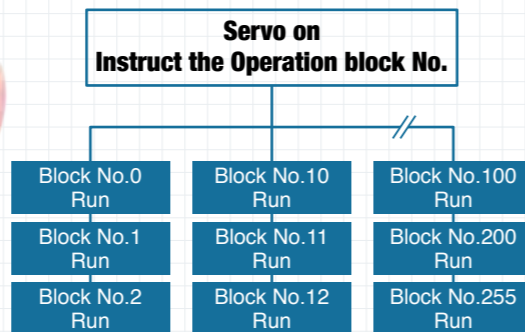 Servo on
Instruct the Operation block No.
Block No.0
Run
Block No.10
Run
Block No.100
Run
Block No.1
Run
Block No.11
Run
Block No.200
Run
Block No.2
Run
Block No.12
Run
Block No.255
Run